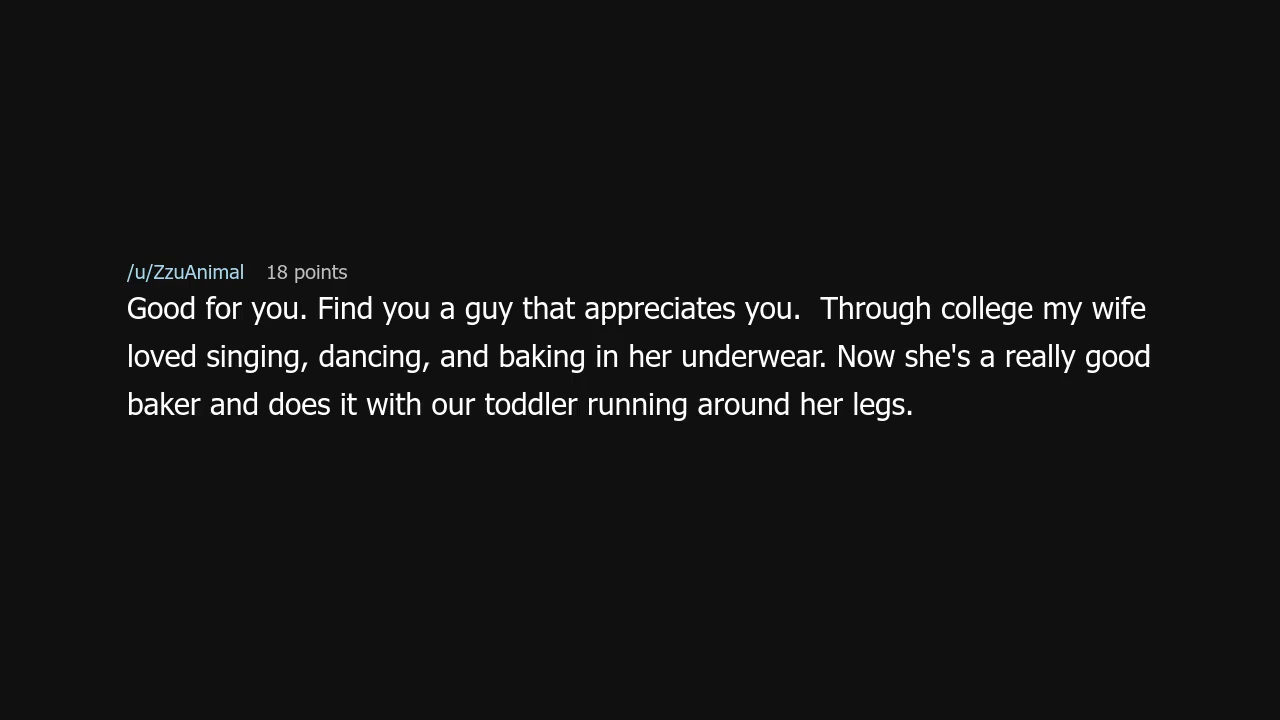 /u/ZzuAnimal 18 points
Good for you. Find you a guy that appreciates you.  Through college my wife
loved singing, dancing, and baking in her underwear. Now she's a really good
baker and does it with our toddler running around her legs.